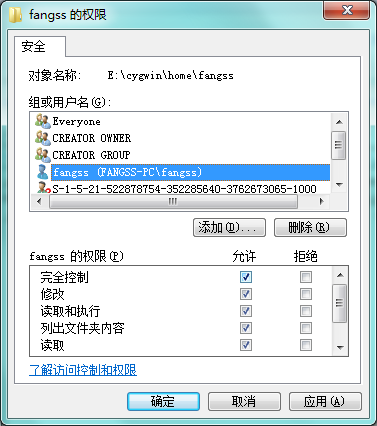 fangss 的权限
安全
对象名称: E:\cygwin\home\fangss
组或用户名(G):
Everyone
CREATOR OWNER
CREATOR GROUP
fangss (FANGSS-PC\fangss)
S-1-5-21-522878754-352285640-3762673065-1000
添加(D)... 删除(R)
fangss 的权限(P) 允许 拒绝
完全控制
修改
读取和执行
列出文件夹内容
读取
了解访问控制和权限
确定 取消 应用(A)